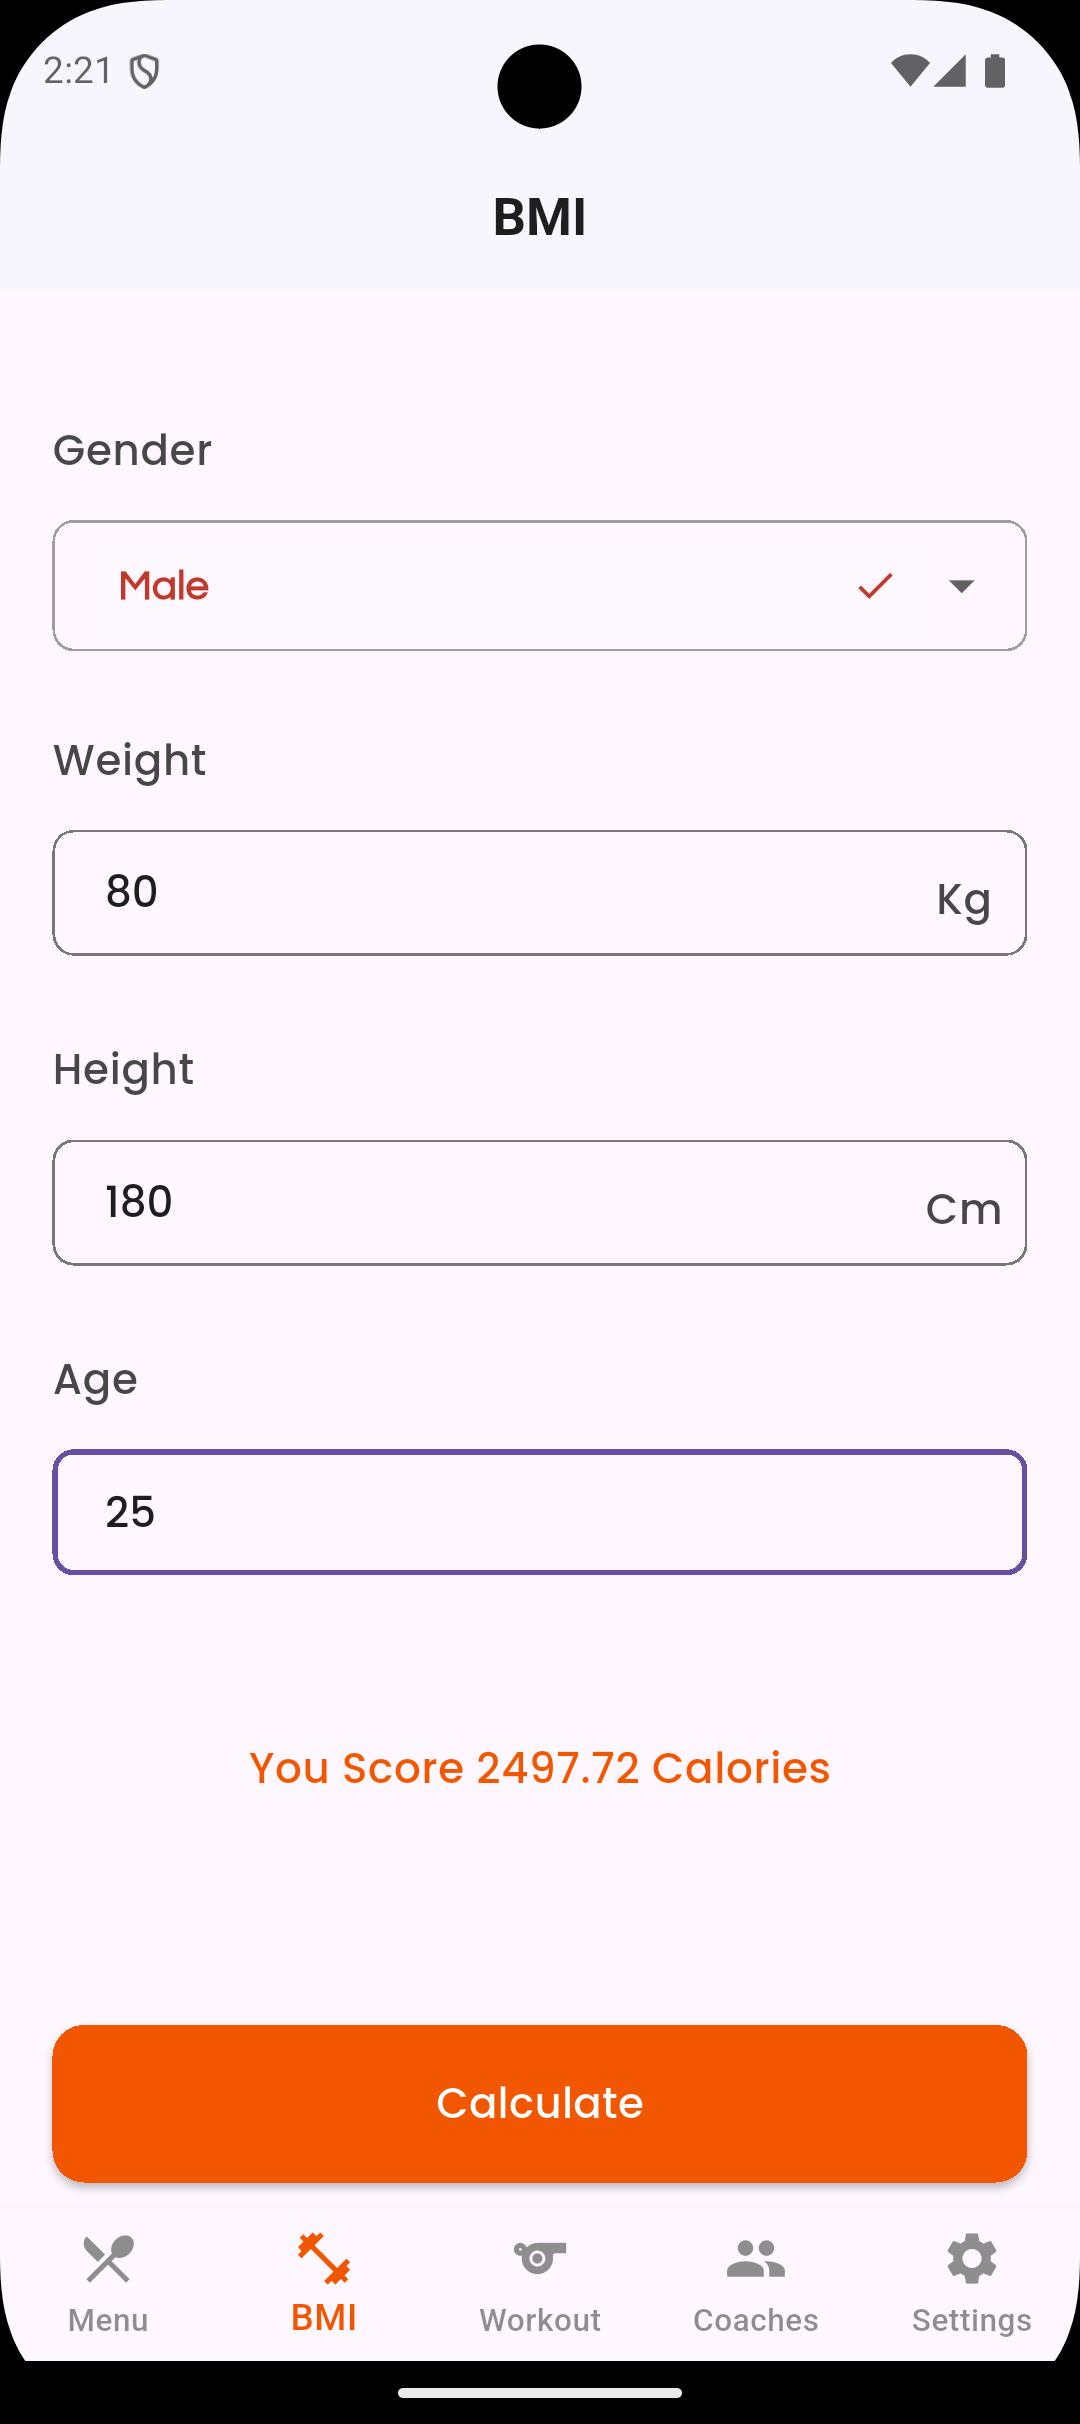 2:21
BMI
Gender
Male
Weight
80 Kg
Height
180 Cm
Age
25
You Score 2497.72 Calories
Calculate
Menu BMI Workout Coaches Settings